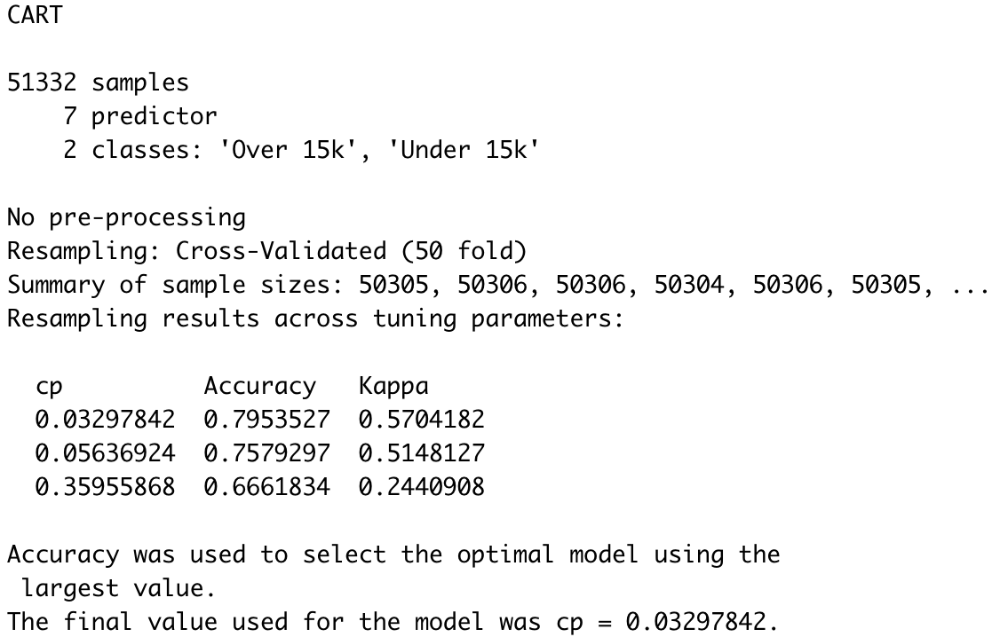 CART
51332 samples
7 predictor
2 classes: 'Over 15k', 'Under 15k'
No pre-processing
Resampling: Cross-Validated (50 fold)
Summary of sample sizes: 50305, 50306, 50306, 50304, 50306, 50305, ...
Resampling results across tuning parameters:
cp Accuracy Kappa
0.03297842 0.7953527 0.5704182
0.05636924 0.7579297 0.5148127
0.35955868 0.6661834 0.2440908
Accuracy was used to select the optimal model using the
largest value.
The final value used for the model was cp = 0.03297842.